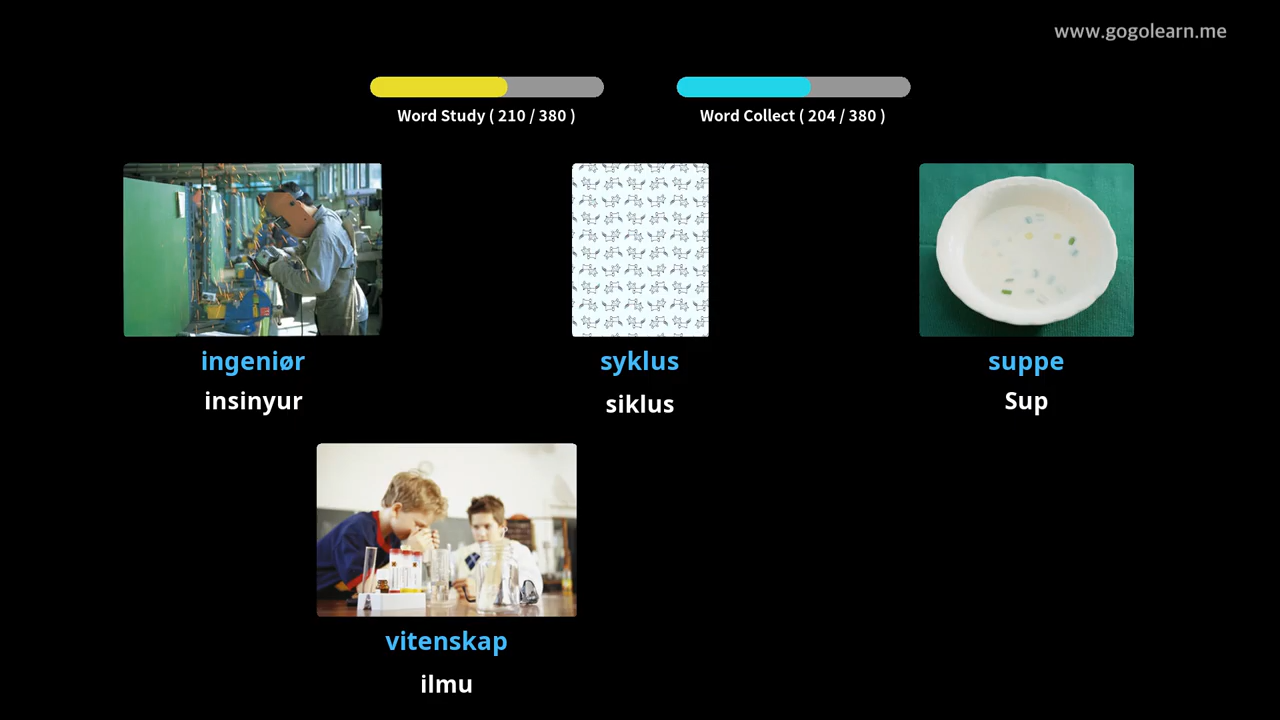 www.gogolearn.me
Word Study ( 210 / 380 )
Word Collect ( 204 / 380 )
ingeniør
insinyur
syklus
siklus
suppe
Sup
vitenskap
ilmu